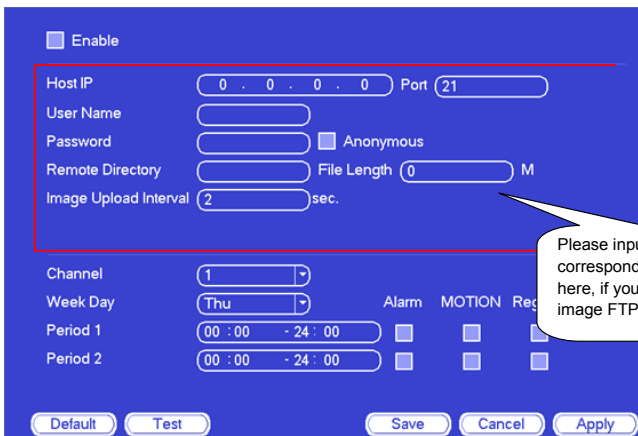 Enable
Host IP 0 . 0 . 0 . 0 Port 21
User Name
Password Anonymous
Remote Directory File Length 0 M
Image Upload Interval 2 sec.
Please inpu
correspond
here, if you
image FTP
Channel 1
Week Day Thu Alarm MOTION Reg
Period 1 00 : 00 - 24 : 00
Period 2 00 : 00 - 24 : 00
Default Test Save Cancel Apply